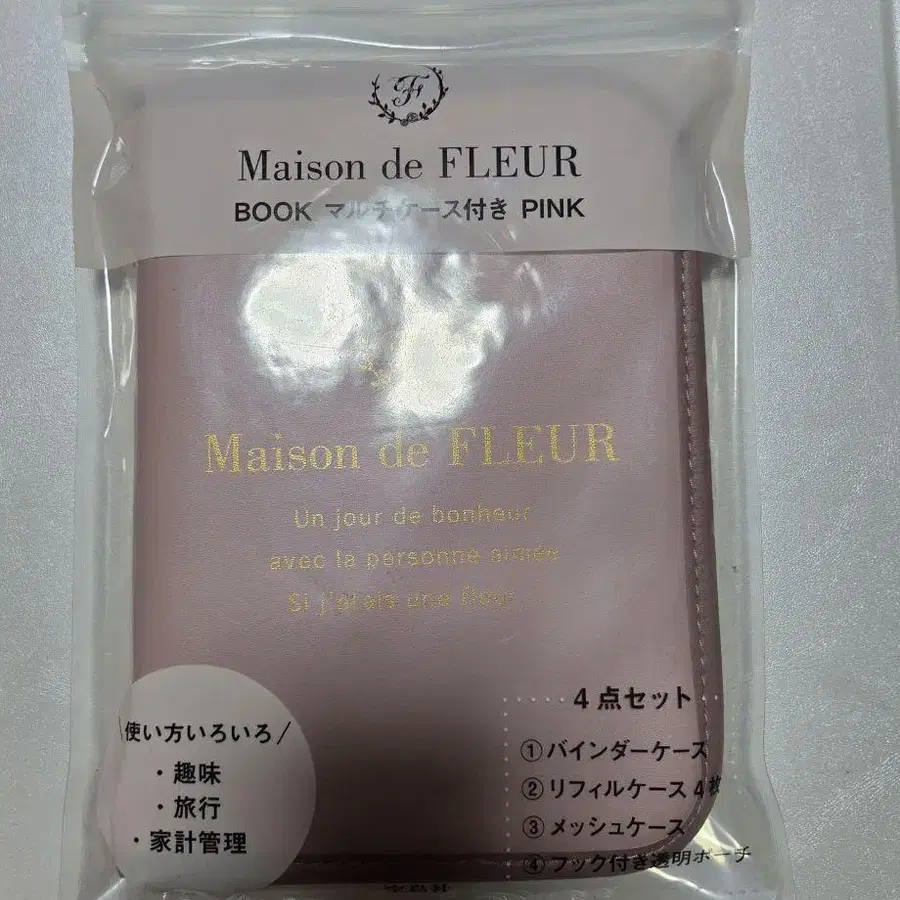 F
Maison de FLEUR
BOOK マルチケース付き PINK
Maison de FLEUR
Un jour de bonheur
avec la personne aimée
Si j'étais une fleur...
\使い方いろいろ/
・趣味
・旅行
・家計管理
4点セット
①バインダーケース
②リフィルケース4枚
③メッシュケース
④フック付き透明ポーチ
宝島社